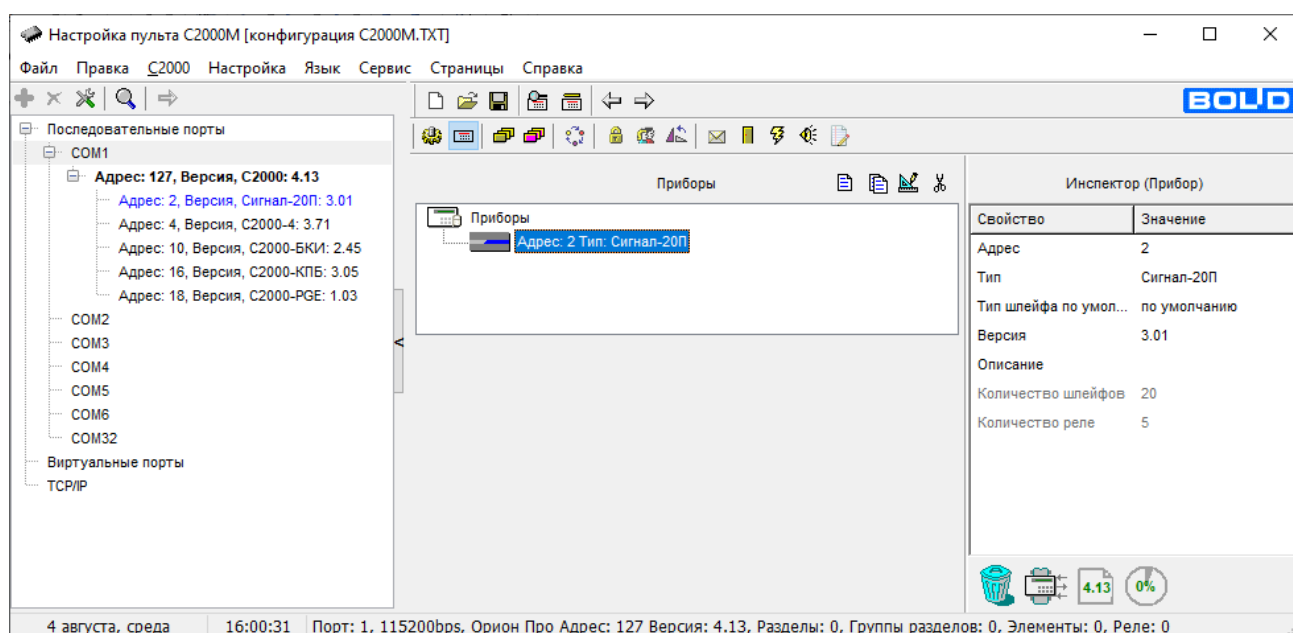 Настройка пульта С2000М [конфигурация С2000М.TXT]
Файл Правка С2000 Настройка Язык Сервис Страницы Справка
BOLID
Последовательные порты
COM1
Адрес: 127, Версия, С2000: 4.13
Адрес: 2, Версия, Сигнал-20П: 3.01
Адрес: 4, Версия, С2000-4: 3.71
Адрес: 10, Версия, С2000-БКИ: 2.45
Адрес: 16, Версия, С2000-КПБ: 3.05
Адрес: 18, Версия, С2000-PGE: 1.03
COM2
COM3
COM4
COM5
COM6
COM32
Виртуальные порты
TCP/IP
<
Приборы
Приборы
Адрес: 2 Тип: Сигнал-20П
Инспектор (Прибор)
Свойство Значение
Адрес 2
Тип Сигнал-20П
Тип шлейфа по умол... по умолчанию
Версия 3.01
Описание
Количество шлейфов 20
Количество реле 5
4.13 0%
4 августа, среда 16:00:31 Порт: 1, 115200bps, Орион Про Адрес: 127 Версия: 4.13, Разделы: 0, Группы разделов: 0, Элементы: 0, Реле: 0